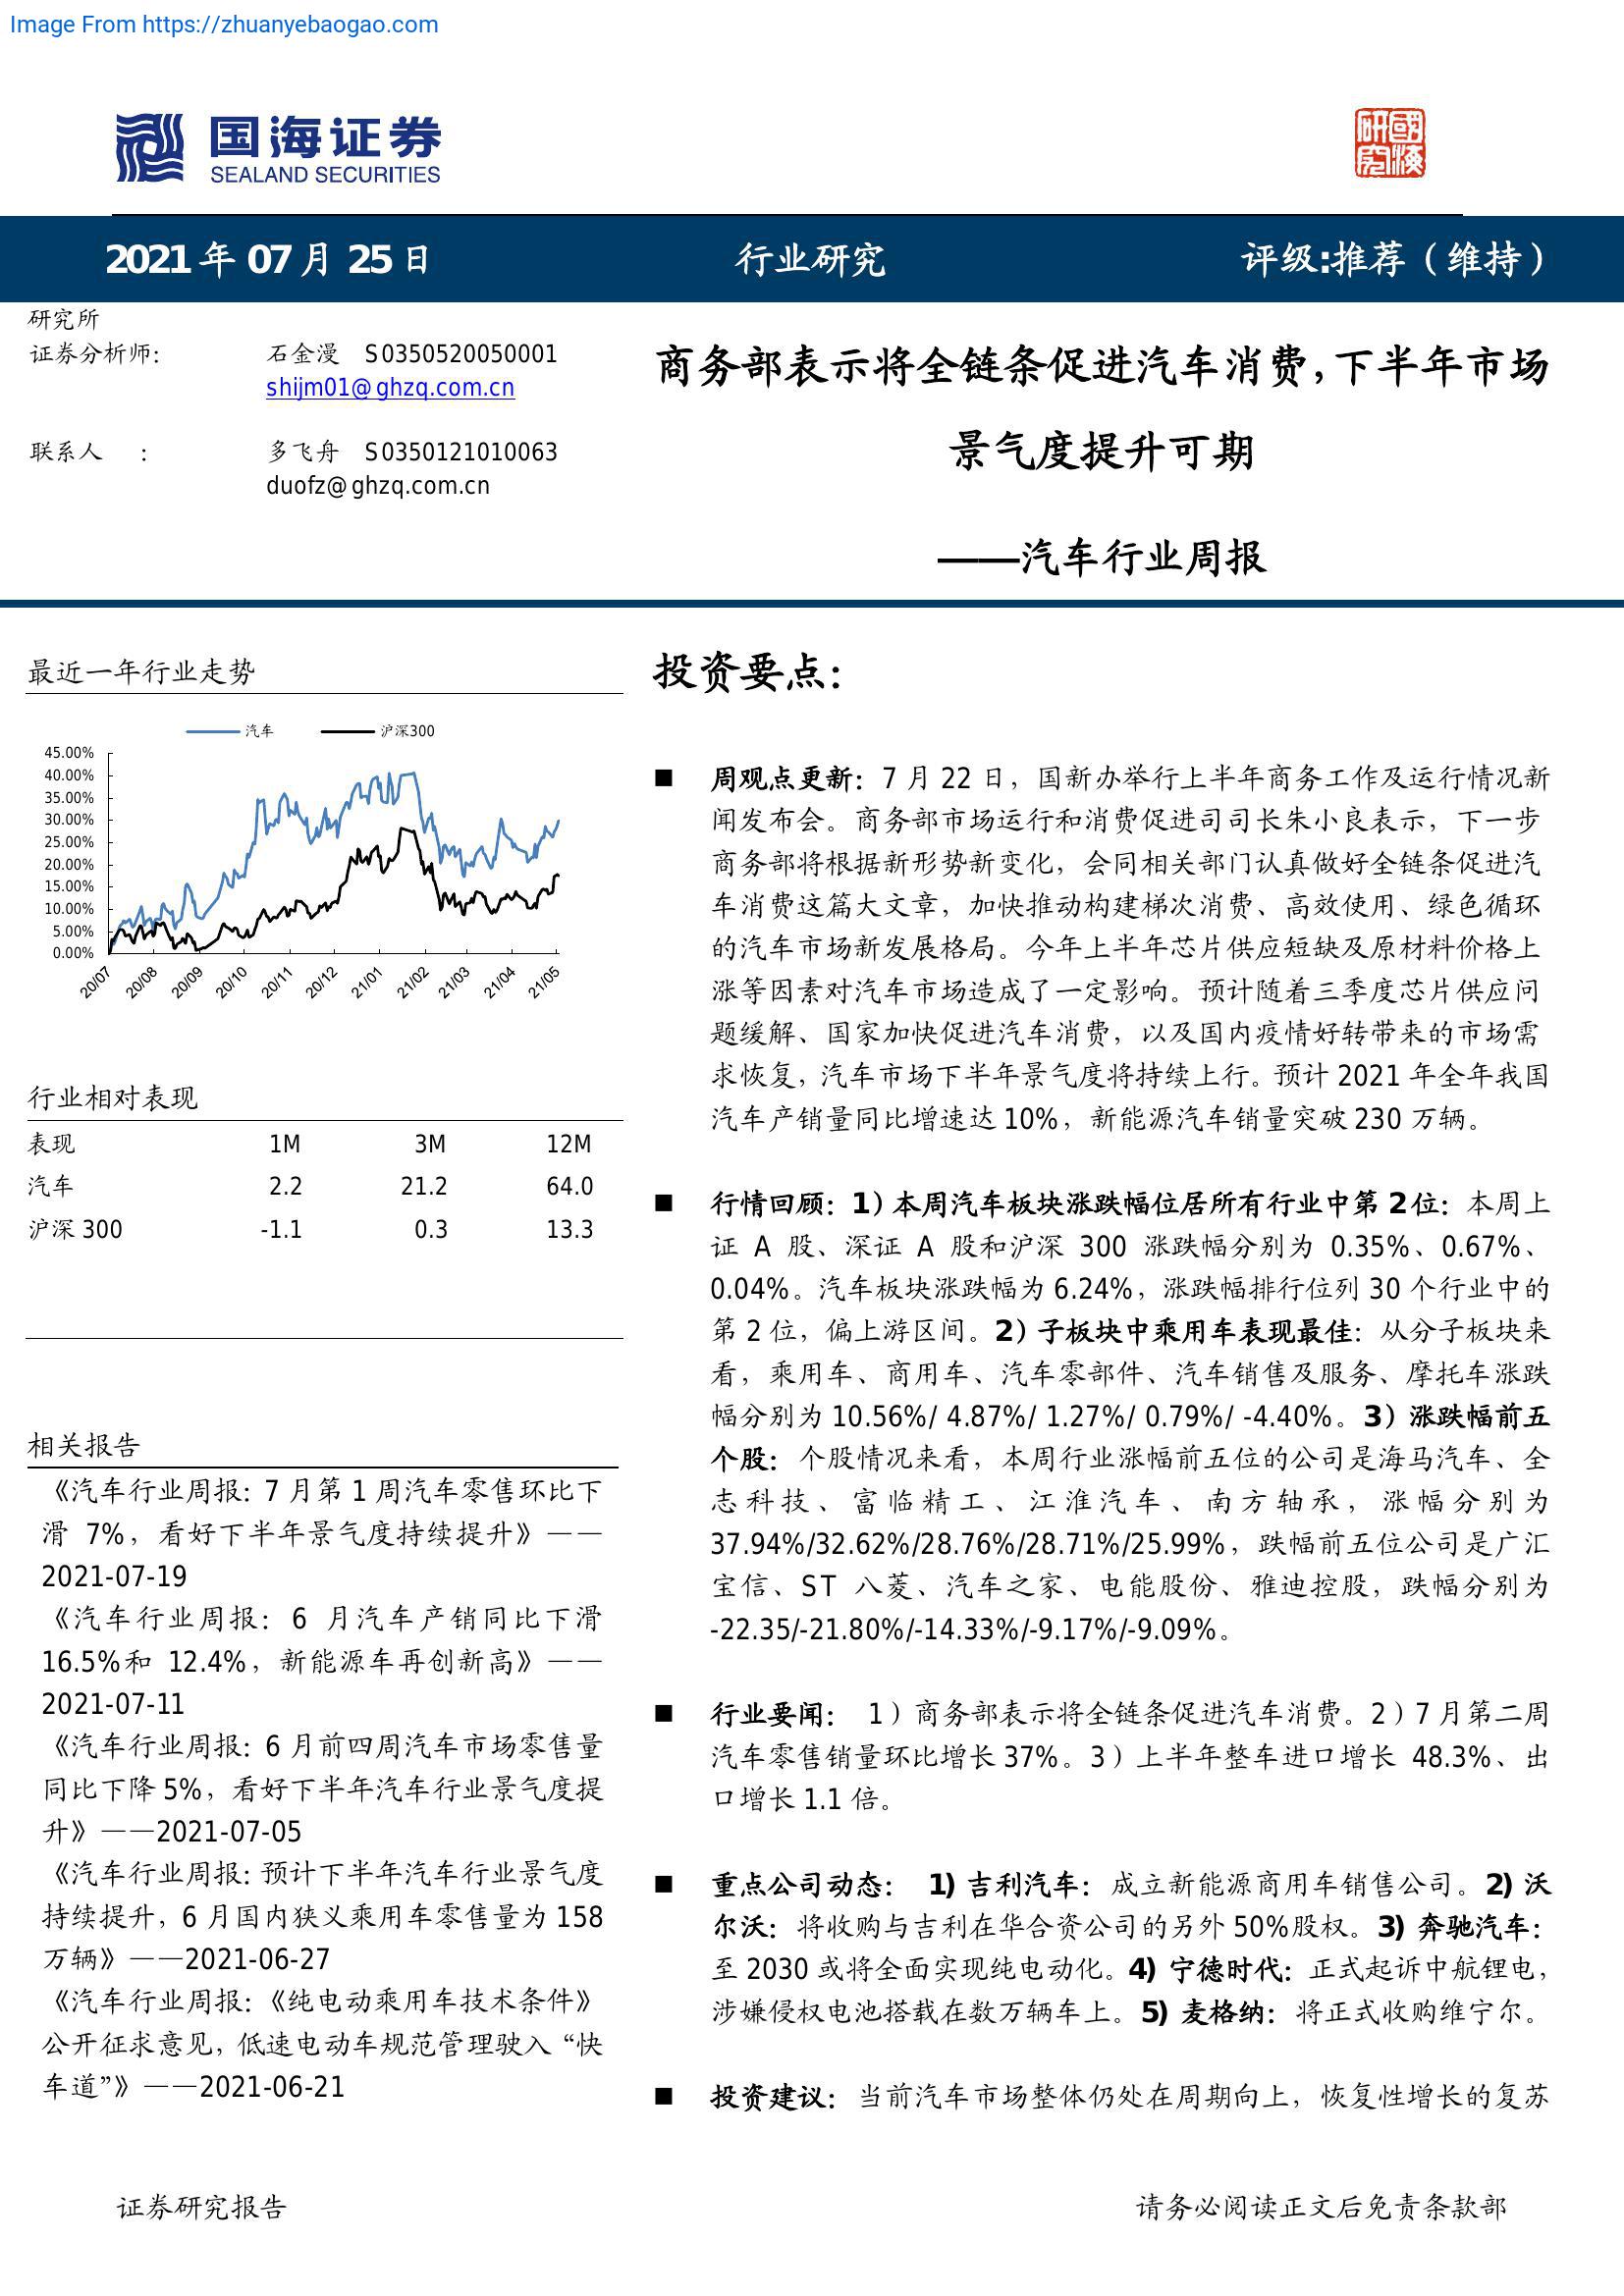 Image From https://zhuanyebaogao.com
国海证券
SEALAND SECURITIES
研國
究海
2021 年 07 月 25 日
行业研究
评级:推荐（维持）
研究所
证券分析师： 石金漫 S0350520050001
shijm01@ghzq.com.cn
联系人 ： 多飞舟 S0350121010063
duofz@ghzq.com.cn
商务部表示将全链条促进汽车消费，下半年市场
景气度提升可期
——汽车行业周报
最近一年行业走势
汽车 沪深300
45.00%
40.00%
35.00%
30.00%
25.00%
20.00%
15.00%
10.00%
5.00%
0.00%
20/07 20/08 20/09 20/10 20/11 20/12 21/01 21/02 21/03 21/04 21/05
行业相对表现
表现 1M 3M 12M
汽车 2.2 21.2 64.0
沪深 300 -1.1 0.3 13.3
相关报告
《汽车行业周报：7 月第 1 周汽车零售环比下
滑 7%，看好下半年景气度持续提升》——
2021-07-19
《汽车行业周报：6 月汽车产销同比下滑
16.5%和 12.4%，新能源车再创新高》——
2021-07-11
《汽车行业周报：6 月前四周汽车市场零售量
同比下降 5%，看好下半年汽车行业景气度提
升》——2021-07-05
《汽车行业周报：预计下半年汽车行业景气度
持续提升，6 月国内狭义乘用车零售量为 158
万辆》——2021-06-27
《汽车行业周报：《纯电动乘用车技术条件》
公开征求意见，低速电动车规范管理驶入“快
车道”》——2021-06-21
投资要点：
■ 周观点更新：7 月 22 日，国新办举行上半年商务工作及运行情况新
闻发布会。商务部市场运行和消费促进司司长朱小良表示，下一步
商务部将根据新形势新变化，会同相关部门认真做好全链条促进汽
车消费这篇大文章，加快推动构建梯次消费、高效使用、绿色循环
的汽车市场新发展格局。今年上半年芯片供应短缺及原材料价格上
涨等因素对汽车市场造成了一定影响。预计随着三季度芯片供应问
题缓解、国家加快促进汽车消费，以及国内疫情好转带来的市场需
求恢复，汽车市场下半年景气度将持续上行。预计 2021 年全年我国
汽车产销量同比增速达 10%，新能源汽车销量突破 230 万辆。
■ 行情回顾：1）本周汽车板块涨跌幅位居所有行业中第 2 位：本周上
证 A 股、深证 A 股和沪深 300 涨跌幅分别为 0.35%、0.67%、
0.04%。汽车板块涨跌幅为 6.24%，涨跌幅排行位列 30 个行业中的
第 2 位，偏上游区间。2）子板块中乘用车表现最佳：从分子板块来
看，乘用车、商用车、汽车零部件、汽车销售及服务、摩托车涨跌
幅分别为 10.56%/ 4.87%/ 1.27%/ 0.79%/ -4.40%。3）涨跌幅前五
个股：个股情况来看，本周行业涨幅前五位的公司是海马汽车、全
志科技、富临精工、江淮汽车、南方轴承，涨幅分别为
37.94%/32.62%/28.76%/28.71%/25.99%，跌幅前五位公司是广汇
宝信、ST 八菱、汽车之家、电能股份、雅迪控股，跌幅分别为
-22.35/-21.80%/-14.33%/-9.17%/-9.09%。
■ 行业要闻： 1）商务部表示将全链条促进汽车消费。2）7 月第二周
汽车零售销量环比增长 37%。3）上半年整车进口增长 48.3%、出
口增长 1.1 倍。
■ 重点公司动态： 1) 吉利汽车：成立新能源商用车销售公司。2) 沃
尔沃：将收购与吉利在华合资公司的另外 50%股权。3) 奔驰汽车：
至 2030 或将全面实现纯电动化。4) 宁德时代：正式起诉中航锂电，
涉嫌侵权电池搭载在数万辆车上。5) 麦格纳：将正式收购维宁尔。
■ 投资建议：当前汽车市场整体仍处在周期向上，恢复性增长的复苏
证券研究报告
请务必阅读正文后免责条款部